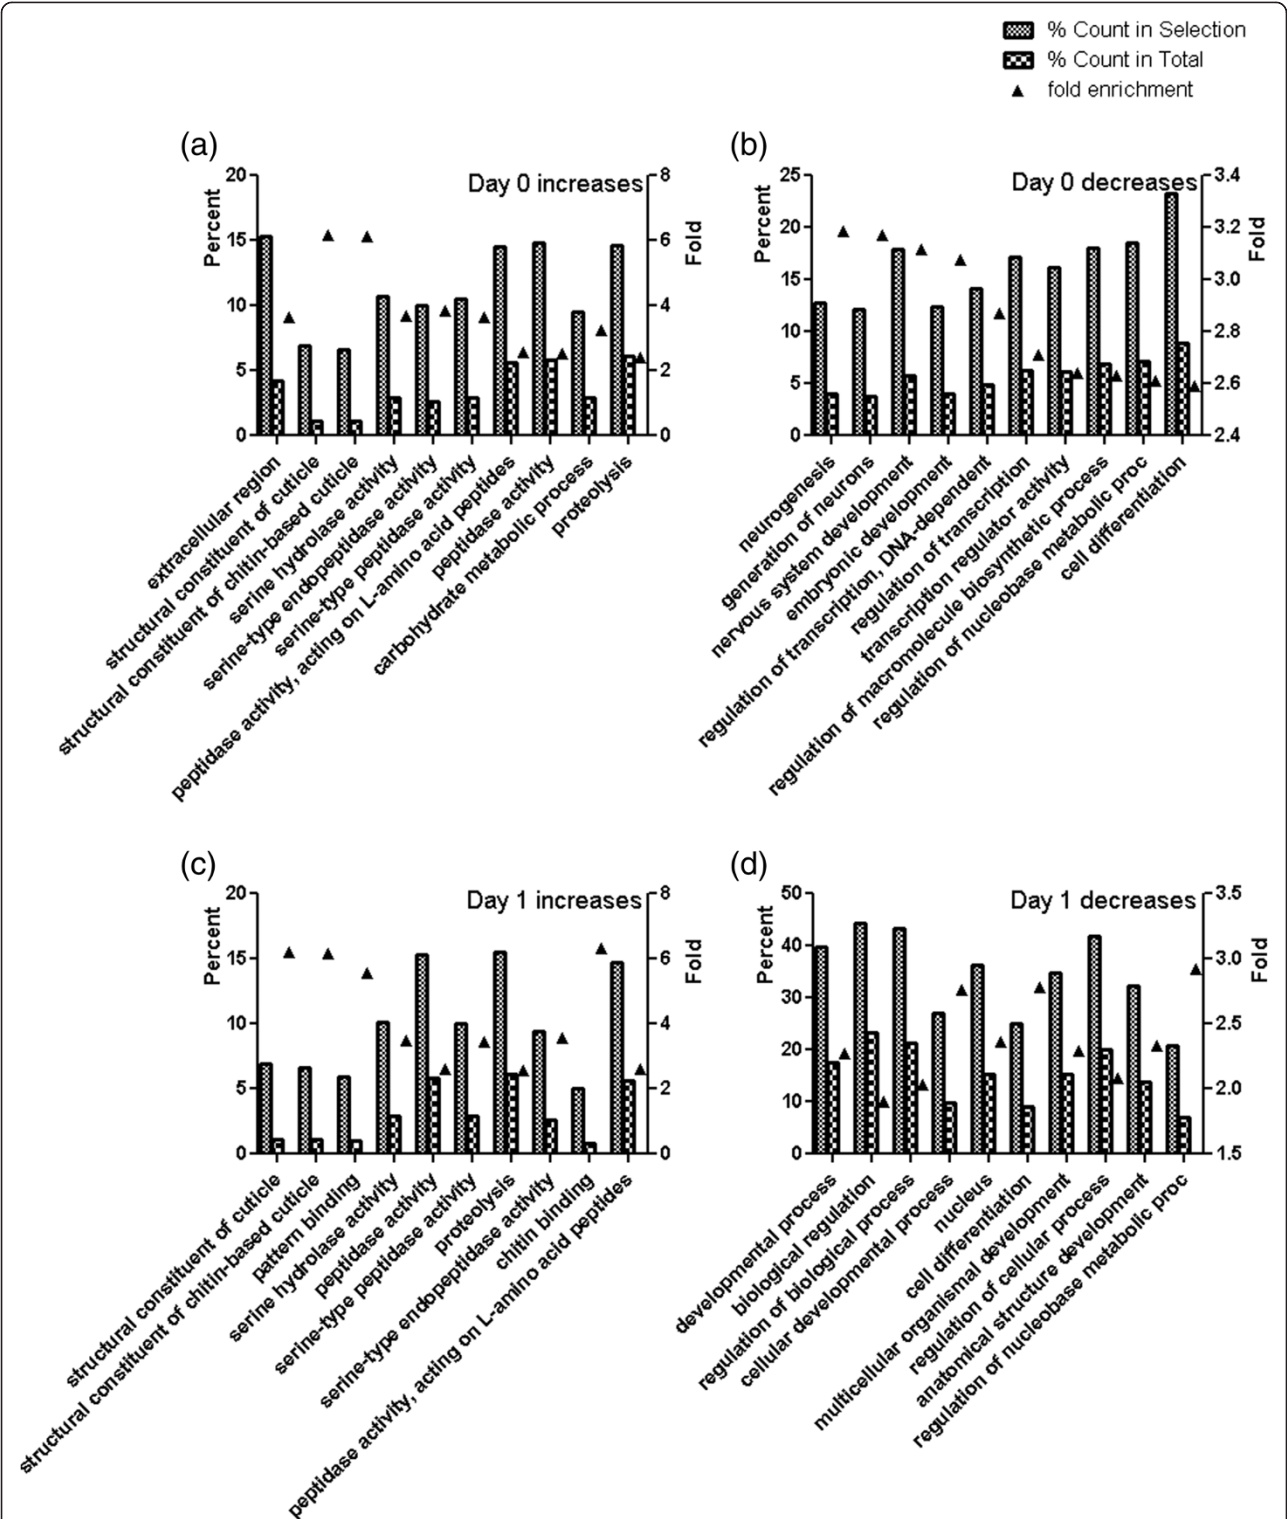 % Count in Selection
% Count in Total
fold enrichment
(a)
Day 0 increases
Percent
20
15
10
5
0
Fold
8
6
4
2
0
extracellular region
structural constituent of cuticle
structural constituent of chitin-based cuticle
serine hydrolase activity
serine-type endopeptidase activity
serine-type peptidase activity
peptidase activity, acting on L-amino acid peptides
peptidase activity
carbohydrate metabolic process
proteolysis
(b)
Day 0 decreases
Percent
25
20
15
10
5
0
Fold
3.4
3.2
3.0
2.8
2.6
2.4
neurogenesis
generation of neurons
nervous system development
embryonic development
regulation of transcription, DNA-dependent
regulation of transcription
transcription regulator activity
regulation of macromolecule biosynthetic process
regulation of nucleobase metabolic proc
cell differentiation
(c)
Day 1 increases
Percent
20
15
10
5
0
Fold
8
6
4
2
0
structural constituent of cuticle
structural constituent of chitin-based cuticle
pattern binding
serine hydrolase activity
peptidase activity
serine-type peptidase activity
proteolysis
serine-type endopeptidase activity
chitin binding
peptidase activity, acting on L-amino acid peptides
(d)
Day 1 decreases
Percent
50
40
30
20
10
0
Fold
3.5
3.0
2.5
2.0
1.5
developmental process
biological regulation
regulation of biological process
cellular developmental process
nucleus
cell differentiation
multicellular organismal development
regulation of cellular process
anatomical structure development
regulation of nucleobase metabolic proc